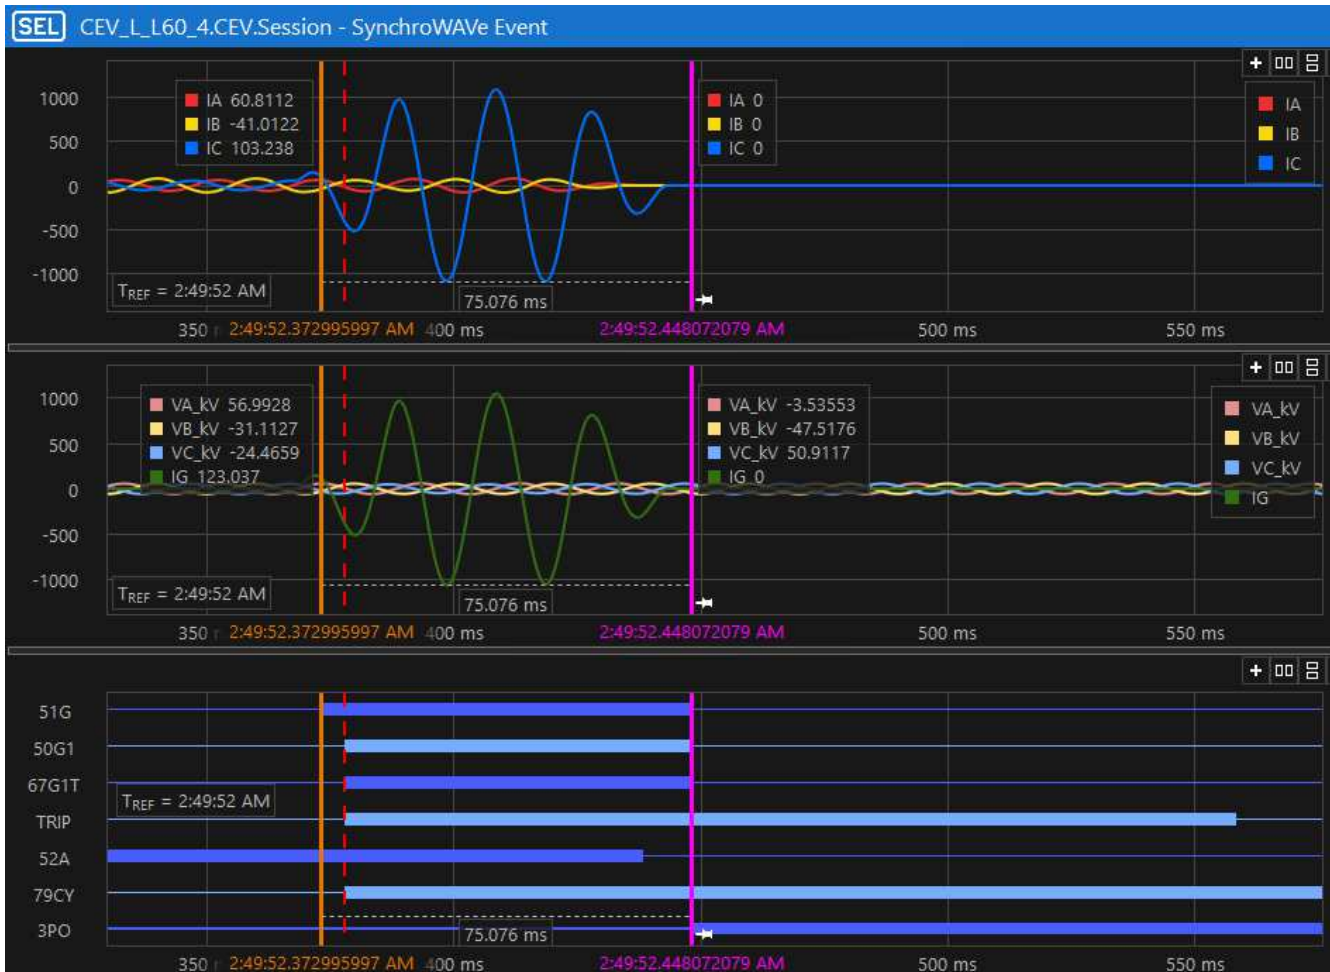 SEL CEV_L_L60_4.CEV.Session - SynchroWAVe Event
1000
500
0
-500
-1000
IA 60.8112
IB -41.0122
IC 103.238
IA 0
IB 0
IC 0
IA
IB
IC
TREF = 2:49:52 AM
75.076 ms
350 2:49:52.372995997 AM 400 ms 2:49:52.448072079 AM 500 ms 550 ms
1000
500
0
-500
-1000
VA_kV 56.9928
VB_kV -31.1127
VC_kV -24.4659
IG 123.037
VA_kV -3.53553
VB_kV -47.5176
VC_kV 50.9117
IG 0
VA_kV
VB_kV
VC_kV
IG
TREF = 2:49:52 AM
75.076 ms
350 2:49:52.372995997 AM 400 ms 2:49:52.448072079 AM 500 ms 550 ms
51G
50G1
67G1T
TREF = 2:49:52 AM
TRIP
52A
79CY
3PO
75.076 ms
350 2:49:52.372995997 AM 400 ms 2:49:52.448072079 AM 500 ms 550 ms